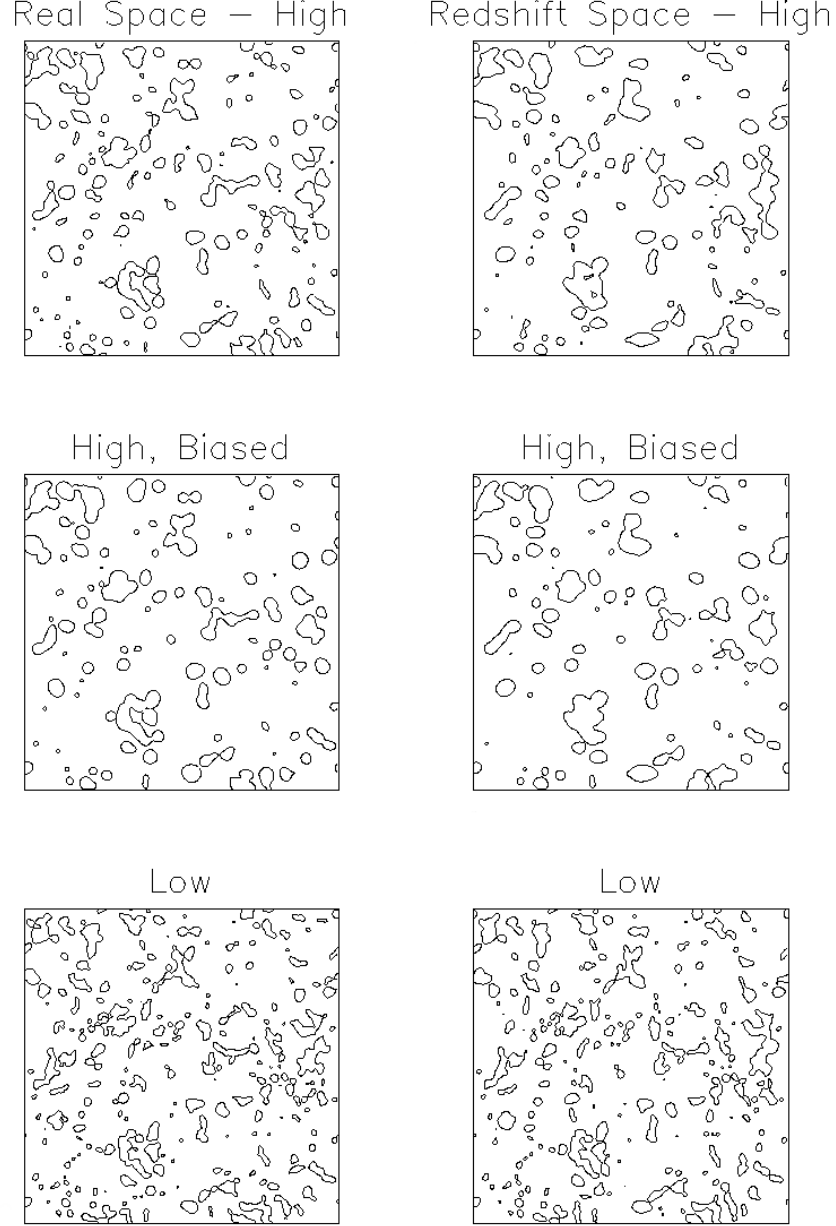 Real Space – High
Redshift Space – High
High, Biased
High, Biased
Low
Low